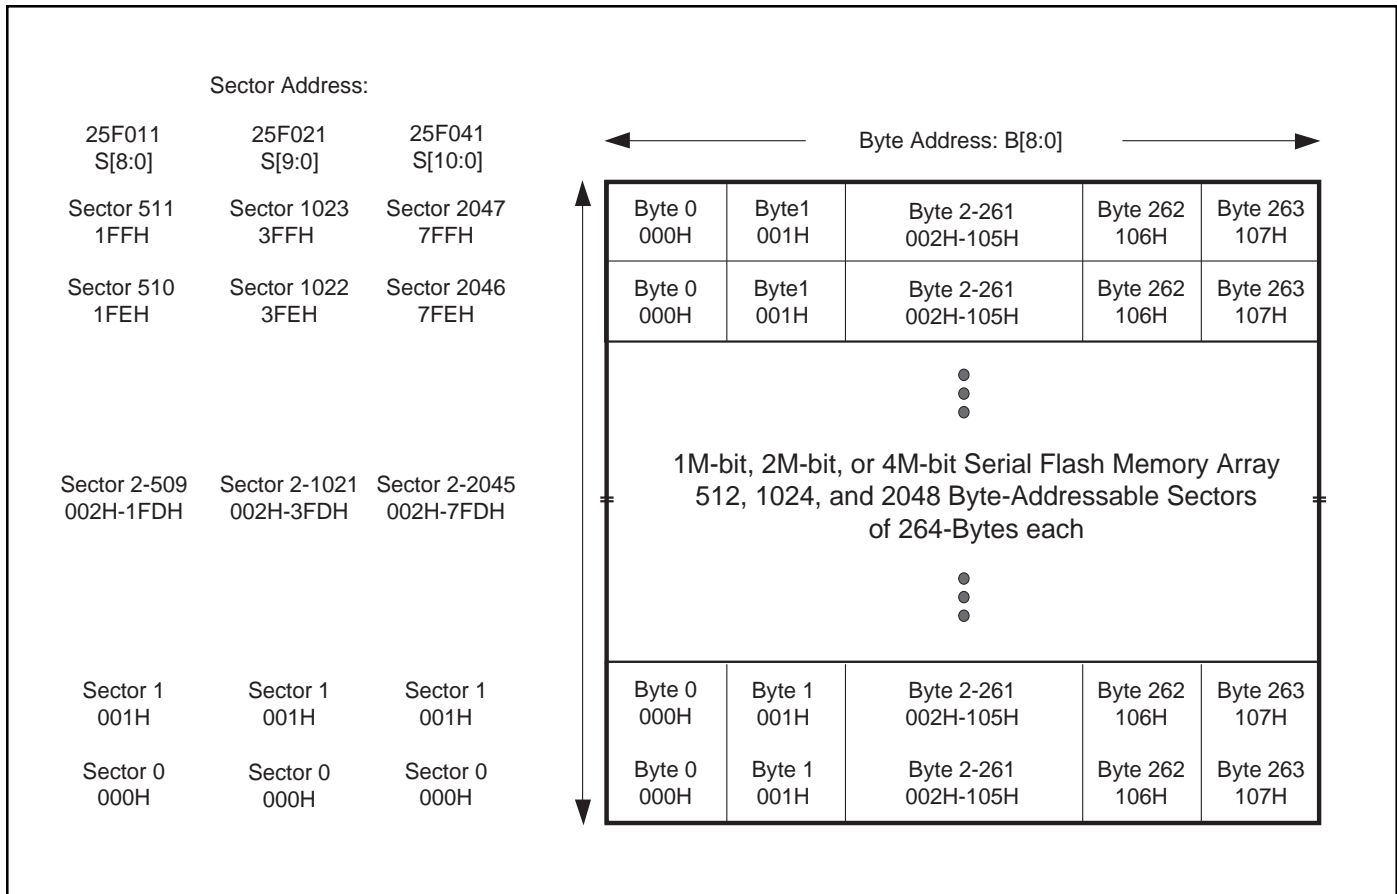 Sector Address:
25F011 25F021 25F041
S[8:0] S[9:0] S[10:0]
Byte Address: B[8:0]
Sector 511 Sector 1023 Sector 2047
1FFH 3FFH 7FFH
Byte 0 Byte1 Byte 2-261 Byte 262 Byte 263
000H 001H 002H-105H 106H 107H
Sector 510 Sector 1022 Sector 2046
1FEH 3FEH 7FEH
Byte 0 Byte1 Byte 2-261 Byte 262 Byte 263
000H 001H 002H-105H 106H 107H
Sector 2-509 Sector 2-1021 Sector 2-2045
002H-1FDH 002H-3FDH 002H-7FDH
1M-bit, 2M-bit, or 4M-bit Serial Flash Memory Array
512, 1024, and 2048 Byte-Addressable Sectors
of 264-Bytes each
Sector 1 Sector 1 Sector 1
001H 001H 001H
Byte 0 Byte 1 Byte 2-261 Byte 262 Byte 263
000H 001H 002H-105H 106H 107H
Sector 0 Sector 0 Sector 0
000H 000H 000H
Byte 0 Byte 1 Byte 2-261 Byte 262 Byte 263
000H 001H 002H-105H 106H 107H